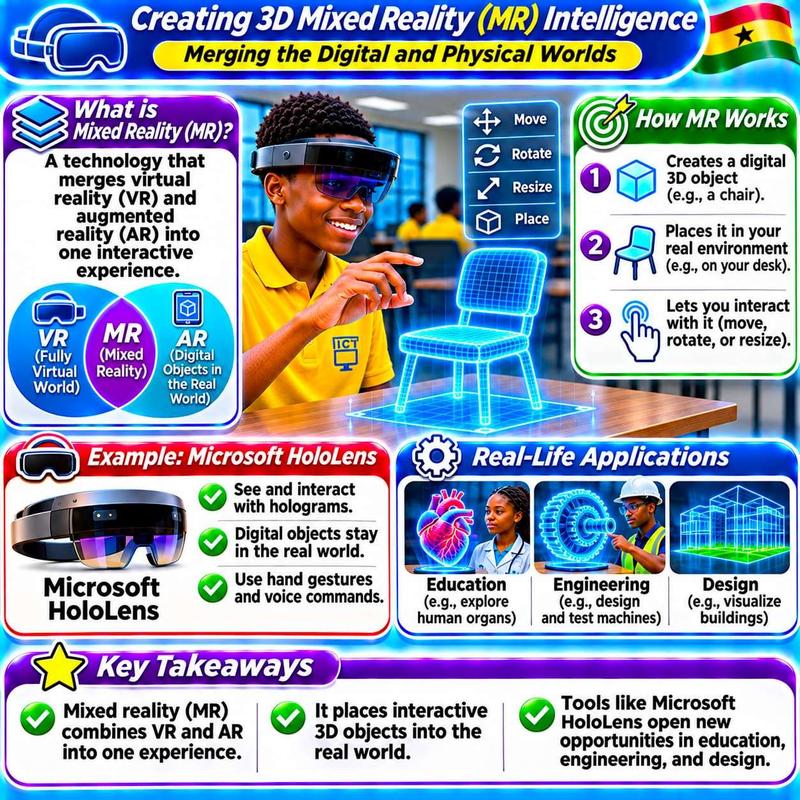 Creating 3D Mixed Reality (MR) Intelligence
Merging the Digital and Physical Worlds
What is
Mixed Reality (MR)?
A technology that
merges virtual
reality (VR) and
augmented
reality (AR) into
one interactive
experience.
VR
(Fully
Virtual
World)
MR
(Mixed
Reality)
AR
(Digital
Objects in
the Real
World)
ICT
Move
Rotate
Resize
Place
How MR Works
1
Creates a digital
3D object
(e.g., a chair).
2
Places it in your
real environment
(e.g., on your desk).
3
Lets you interact
with it (move,
rotate, or resize).
Example: Microsoft HoloLens
Microsoft
HoloLens
See and interact
with holograms.
Digital objects stay
in the real world.
Use hand gestures
and voice commands.
Real-Life Applications
Education
(e.g., explore
human organs)
Engineering
(e.g., design
and test machines)
Design
(e.g., visualize
buildings)
Key Takeaways
Mixed reality (MR)
combines VR and AR
into one experience.
It places interactive
3D objects into the
real world.
Tools like Microsoft
HoloLens open new
opportunities in education,
engineering, and design.